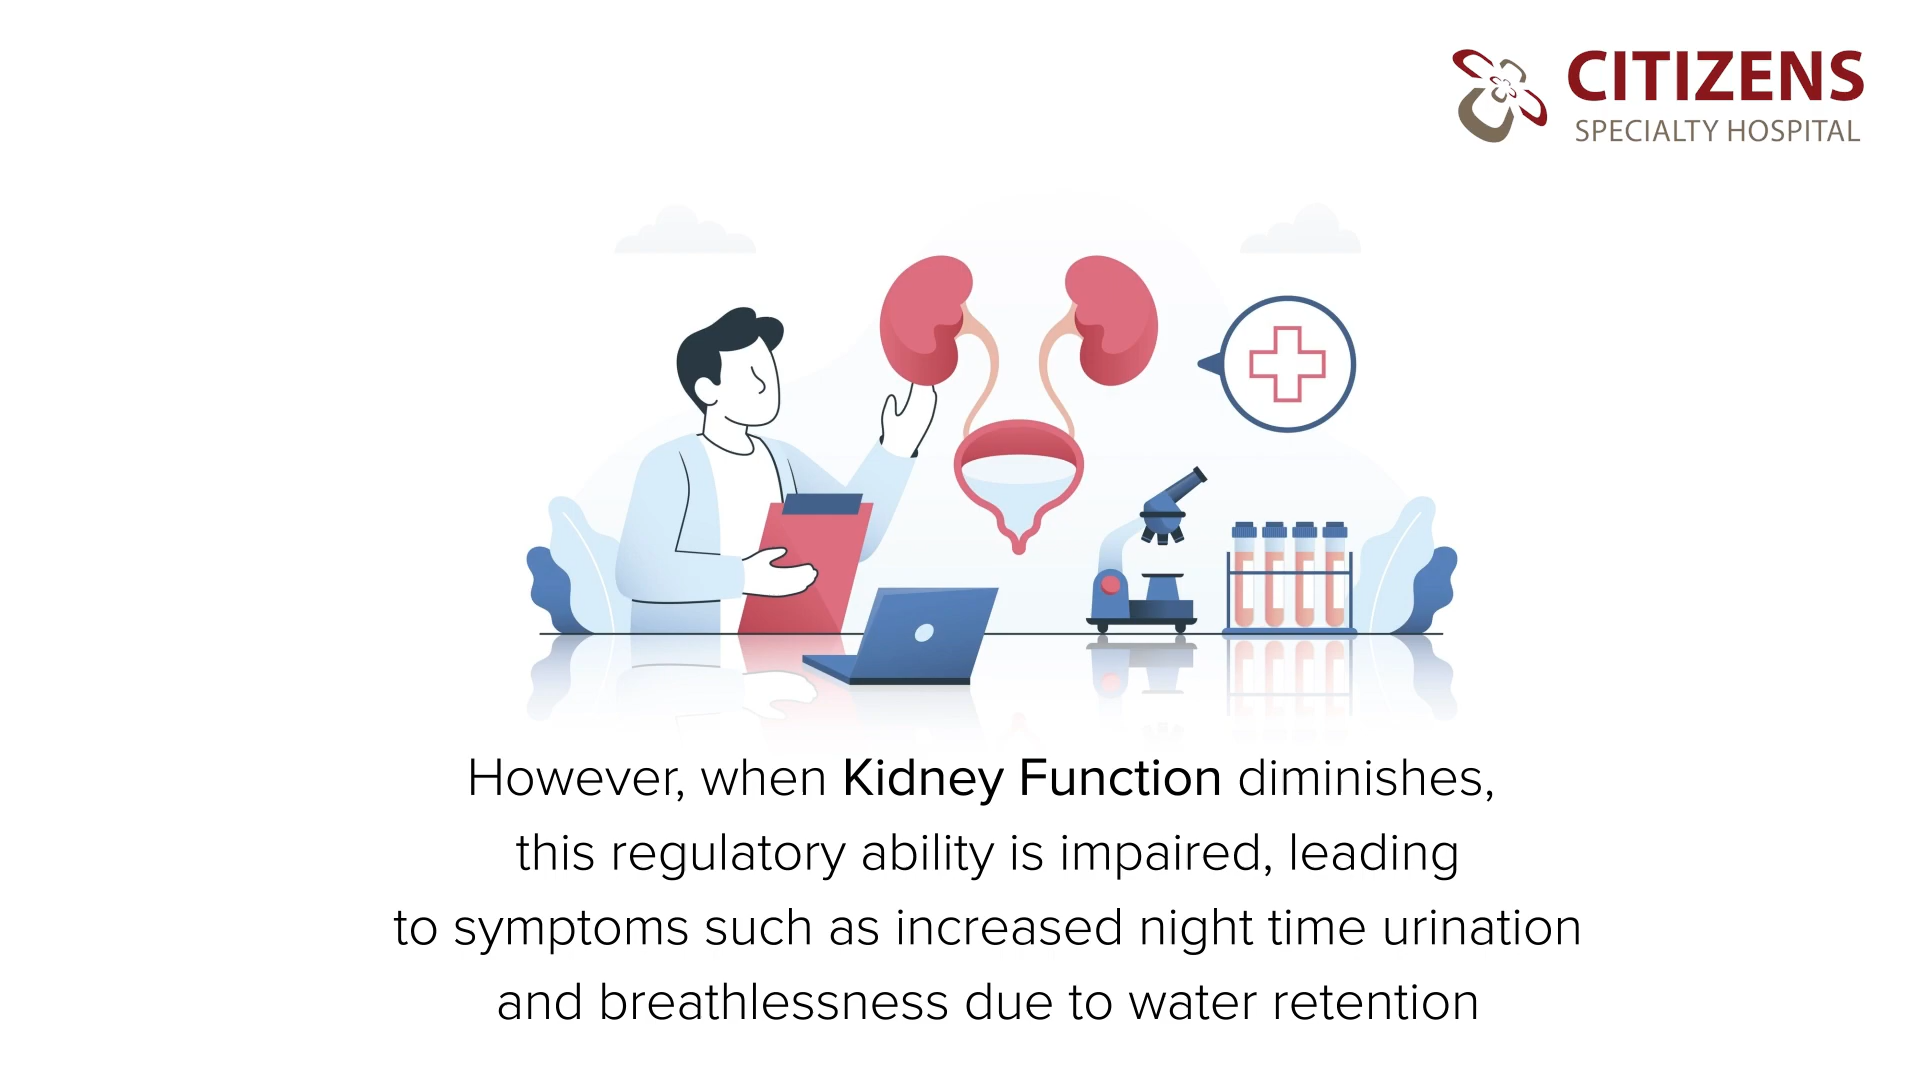 CITIZENS
SPECIALTY HOSPITAL
However, when Kidney Function diminishes,
this regulatory ability is impaired, leading
to symptoms such as increased night time urination
and breathlessness due to water retention